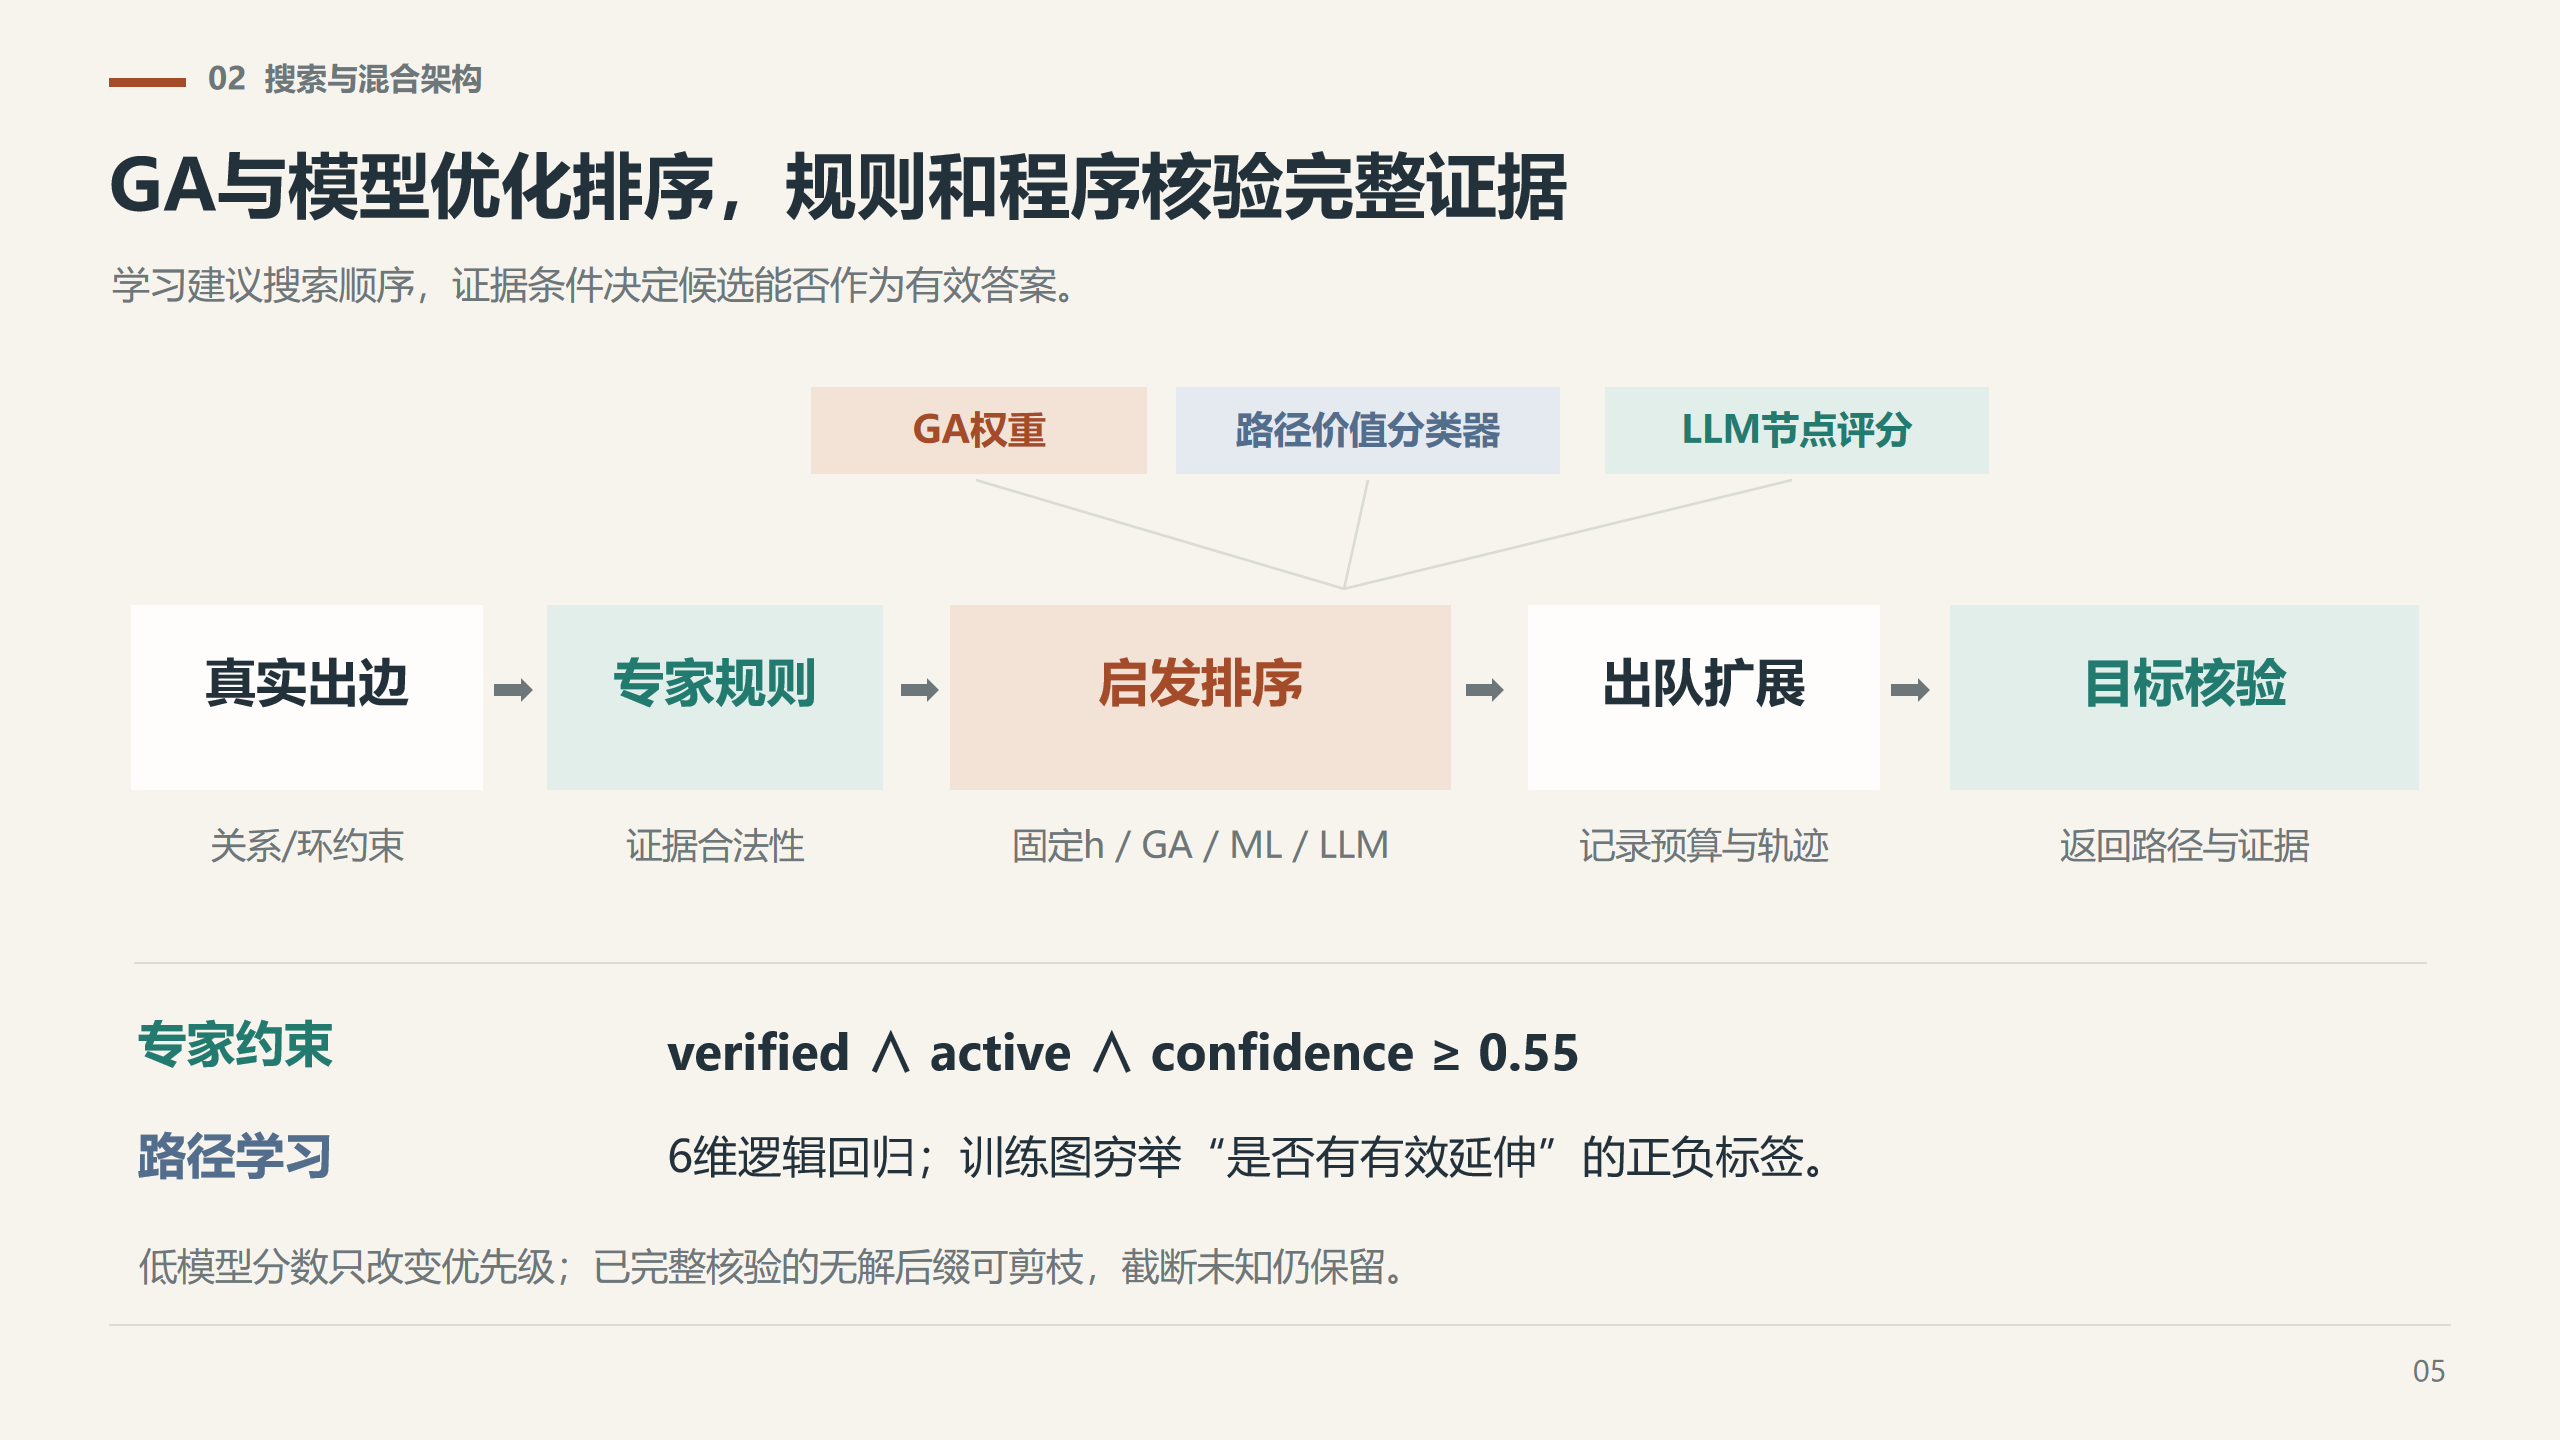 02 搜索与混合架构
GA与模型优化排序，规则和程序核验完整证据
学习建议搜索顺序，证据条件决定候选能否作为有效答案。
GA权重
路径价值分类器
LLM节点评分
真实出边
专家规则
启发排序
出队扩展
目标核验
关系/环约束
证据合法性
固定h / GA / ML / LLM
记录预算与轨迹
返回路径与证据
专家约束
verified ∧ active ∧ confidence ≥ 0.55
路径学习
6维逻辑回归；训练图穷举“是否有有效延伸”的正负标签。
低模型分数只改变优先级；已完整核验的无解后缀可剪枝，截断未知仍保留。
05